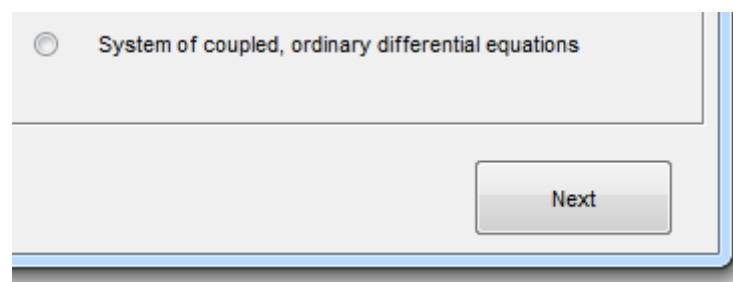 System of coupled, ordinary differential equations
Next